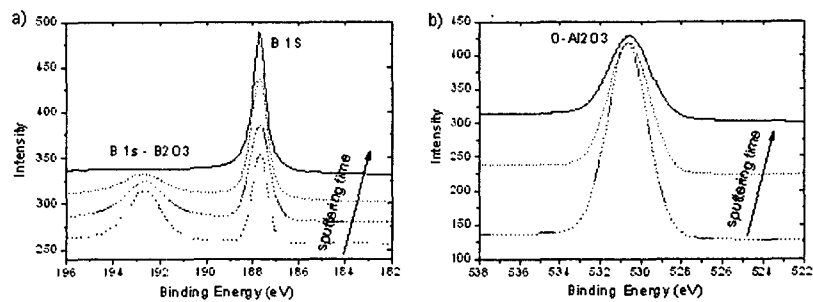 a)
500
450
400
350
300
250
Intensity
B 1S
B 1s - B2O3
sputtering time
196 194 192 190 188 186 184 182
Binding Energy (eV)
b)
450
400
350
300
250
200
150
100
Intensity
O-Al2O3
sputtering time
538 536 534 532 530 528 526 524 522
Binding Energy (eV)